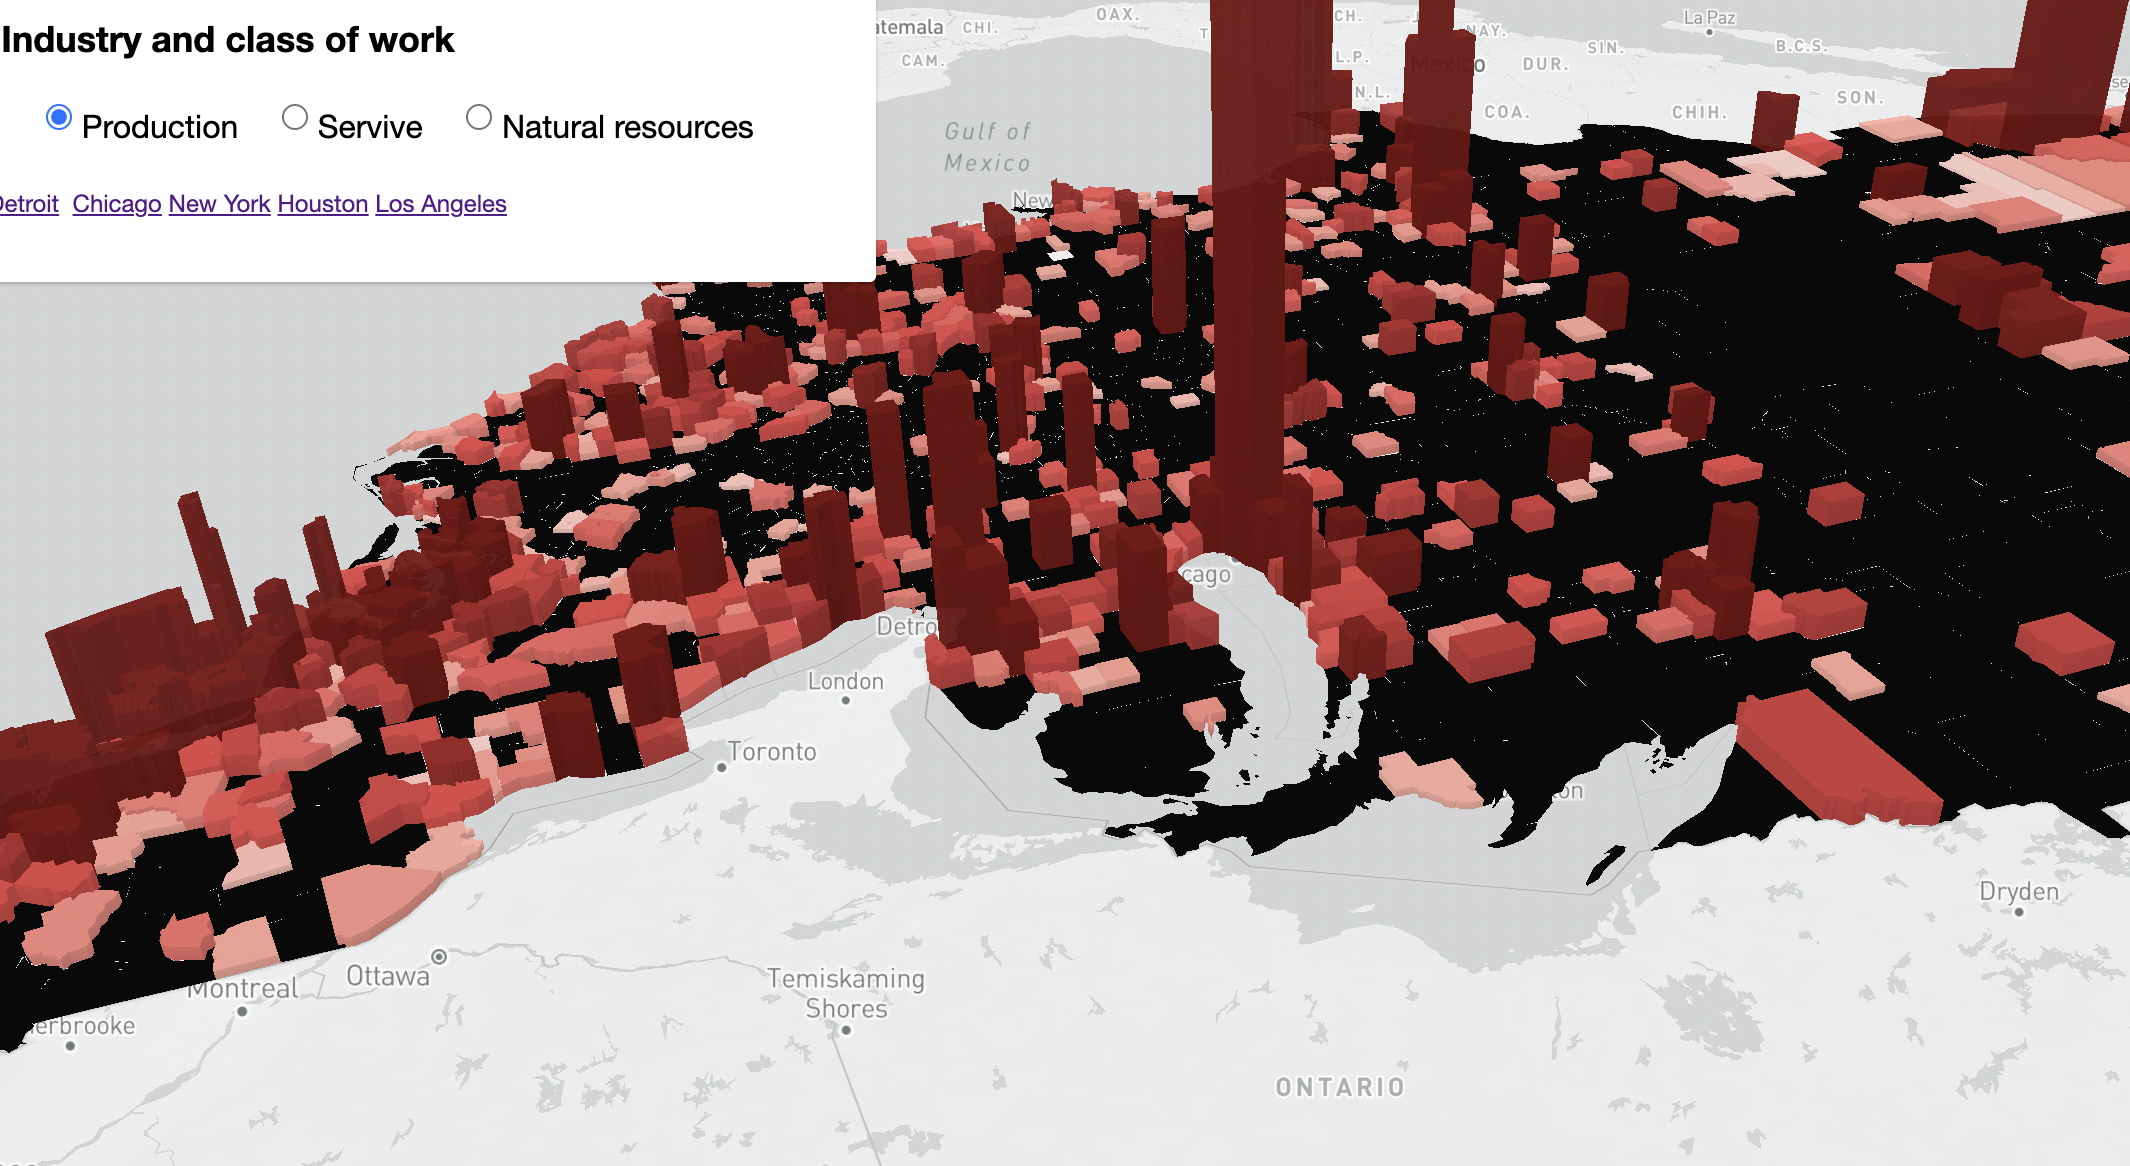 Industry and class of work
Production
Servive
Natural resources
Detroit Chicago New York Houston Los Angeles
atemala
CHI.
OAX.
CH.
NAY.
La Paz
CAM.
L.P.
Mexico
DUR.
SIN.
B.C.S.
N.L.
COA.
CHIH.
SON.
Gulf of
Mexico
New
cago
Detro
London
Toronto
on
Dryden
Ottawa
Montreal
erbrooke
Temiskaming
Shores
ONTARIO